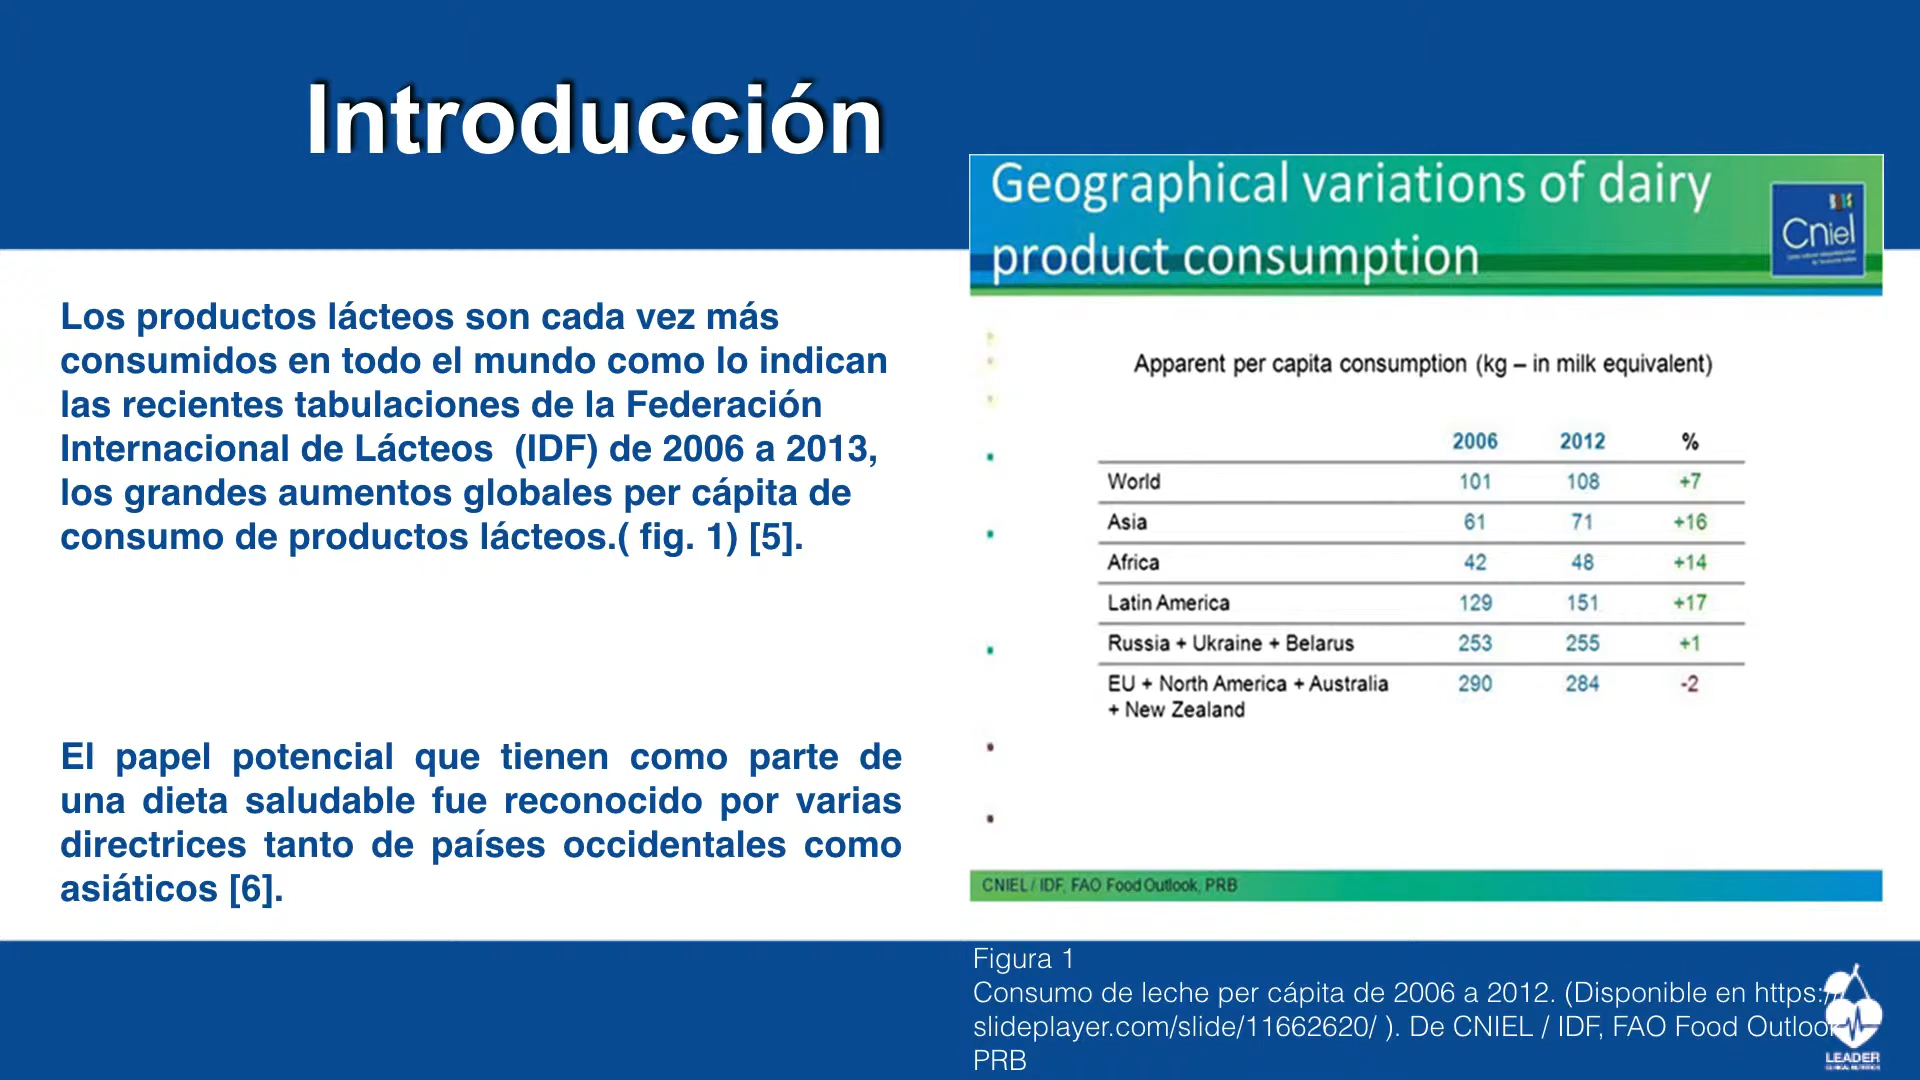 Introducción
Los productos lácteos son cada vez más
consumidos en todo el mundo como lo indican
las recientes tabulaciones de la Federación
Internacional de Lácteos (IDF) de 2006 a 2013,
los grandes aumentos globales per cápita de
consumo de productos lácteos.( fig. 1) [5].
El papel potencial que tienen como parte de
una dieta saludable fue reconocido por varias
directrices tanto de países occidentales como
asiáticos [6].
Geographical variations of dairy
product consumption
Cniel
Apparent per capita consumption (kg – in milk equivalent)
2006 2012 %
World 101 108 +7
Asia 61 71 +16
Africa 42 48 +14
Latin America 129 151 +17
Russia + Ukraine + Belarus 253 255 +1
EU + North America + Australia 290 284 -2
+ New Zealand
CNIEL / IDF, FAO Food Outlook, PRB
Figura 1
Consumo de leche per cápita de 2006 a 2012. (Disponible en https://
slideplayer.com/slide/11662620/ ). De CNIEL / IDF, FAO Food Outlook
PRB
LEADER